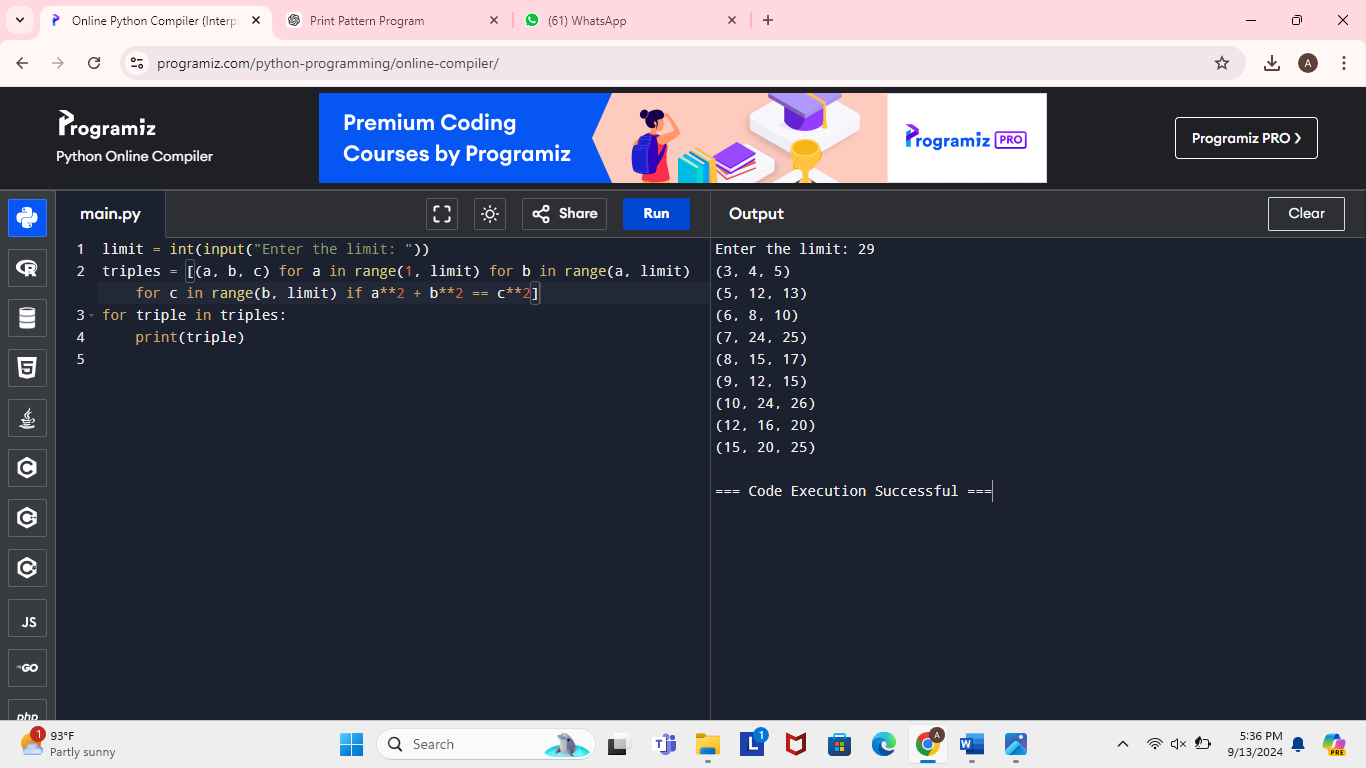 Online Python Compiler (Interp
Print Pattern Program
(61) WhatsApp
programiz.com/python-programming/online-compiler/
A
Programiz
Python Online Compiler
Premium Coding
Courses by Programiz
Programiz PRO
Programiz PRO
main.py
Share
Run
Output
Clear
1 limit = int(input("Enter the limit: "))
2 triples = [(a, b, c) for a in range(1, limit) for b in range(a, limit)
for c in range(b, limit) if a**2 + b**2 == c**2]
3 for triple in triples:
4     print(triple)
5
Enter the limit: 29
(3, 4, 5)
(5, 12, 13)
(6, 8, 10)
(7, 24, 25)
(8, 15, 17)
(9, 12, 15)
(10, 24, 26)
(12, 16, 20)
(15, 20, 25)
=== Code Execution Successful ===
R
5
C
C
C
JS
GO
php
1
93°F
Partly sunny
Search
L
1
A
W
5:36 PM
9/13/2024
PRE